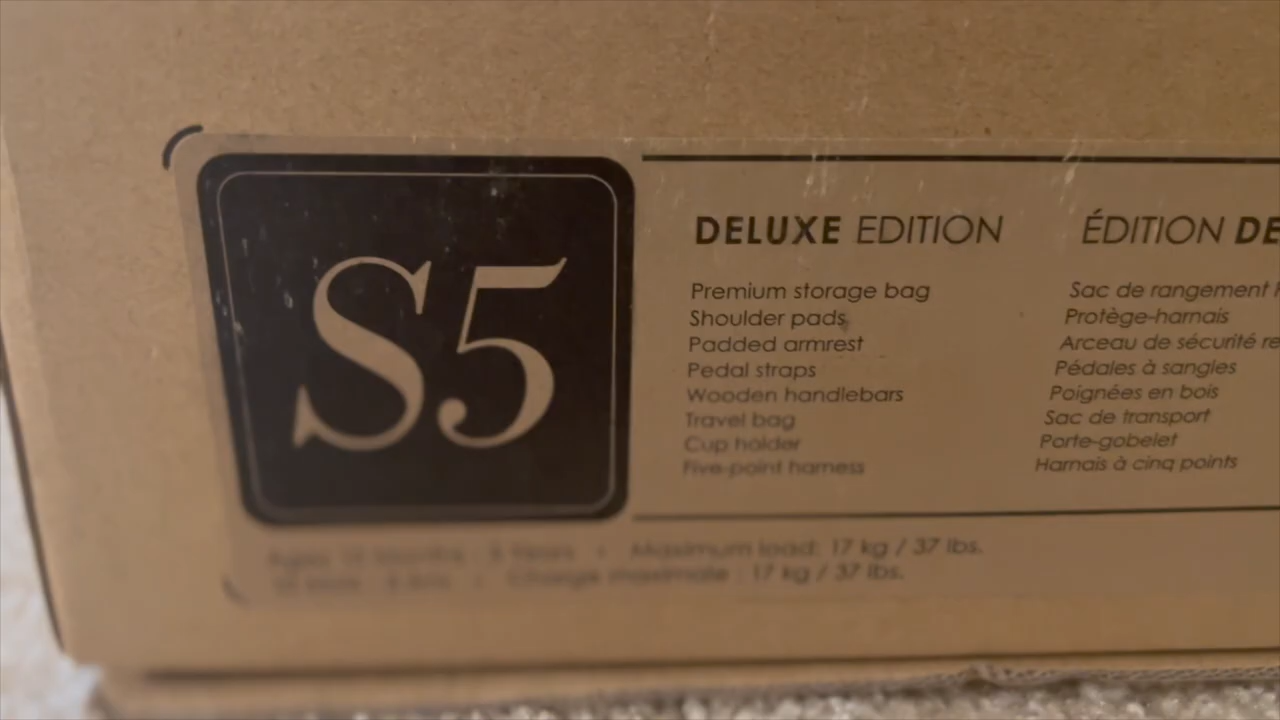 S5
DELUXE EDITION
Premium storage bag
Shoulder pads
Padded armrest
Pedal straps
Wooden handlebars
Travel bag
Cup holder
Five-point harness
ÉDITION DE
Sac de rangement
Protège-harnais
Arceau de sécurité re
Pédales à sangles
Poignées en bois
Sac de transport
Porte-gobelet
Harnais à cinq points
Maximum load: 17 kg / 37 lbs.
Charge maximale : 17 kg / 37 lbs.